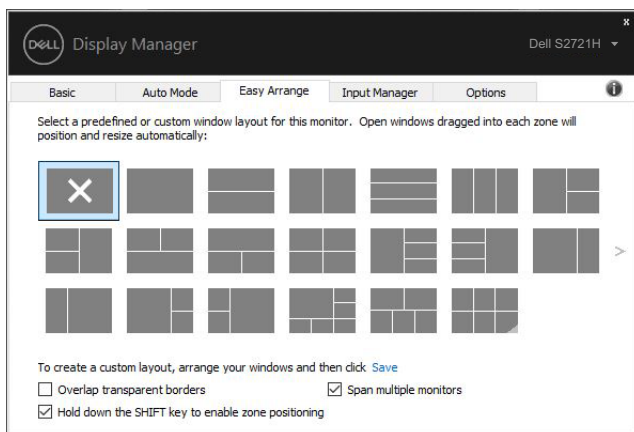 x
DELL Display Manager Dell S2721H
Basic Auto Mode Easy Arrange Input Manager Options i
Select a predefined or custom window layout for this monitor. Open windows dragged into each zone will
position and resize automatically:
>
To create a custom layout, arrange your windows and then click Save
Overlap transparent borders Span multiple monitors
Hold down the SHIFT key to enable zone positioning